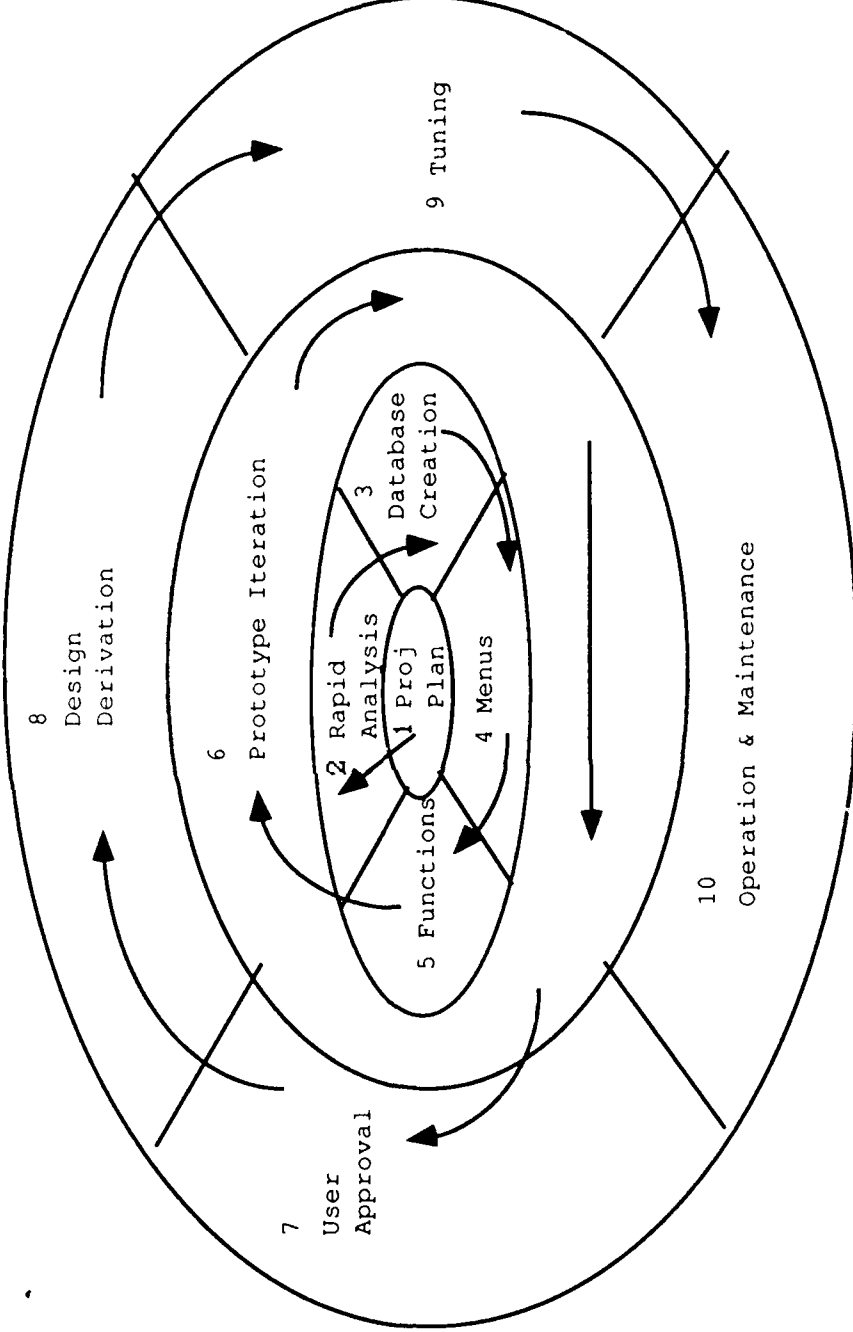 1 Proj
Plan
2 Rapid
Analysis
3
Database
Creation
4 Menus
5 Functions
6
Prototype Iteration
7
User
Approval
8
Design
Derivation
9 Tuning
10
Operation & Maintenance